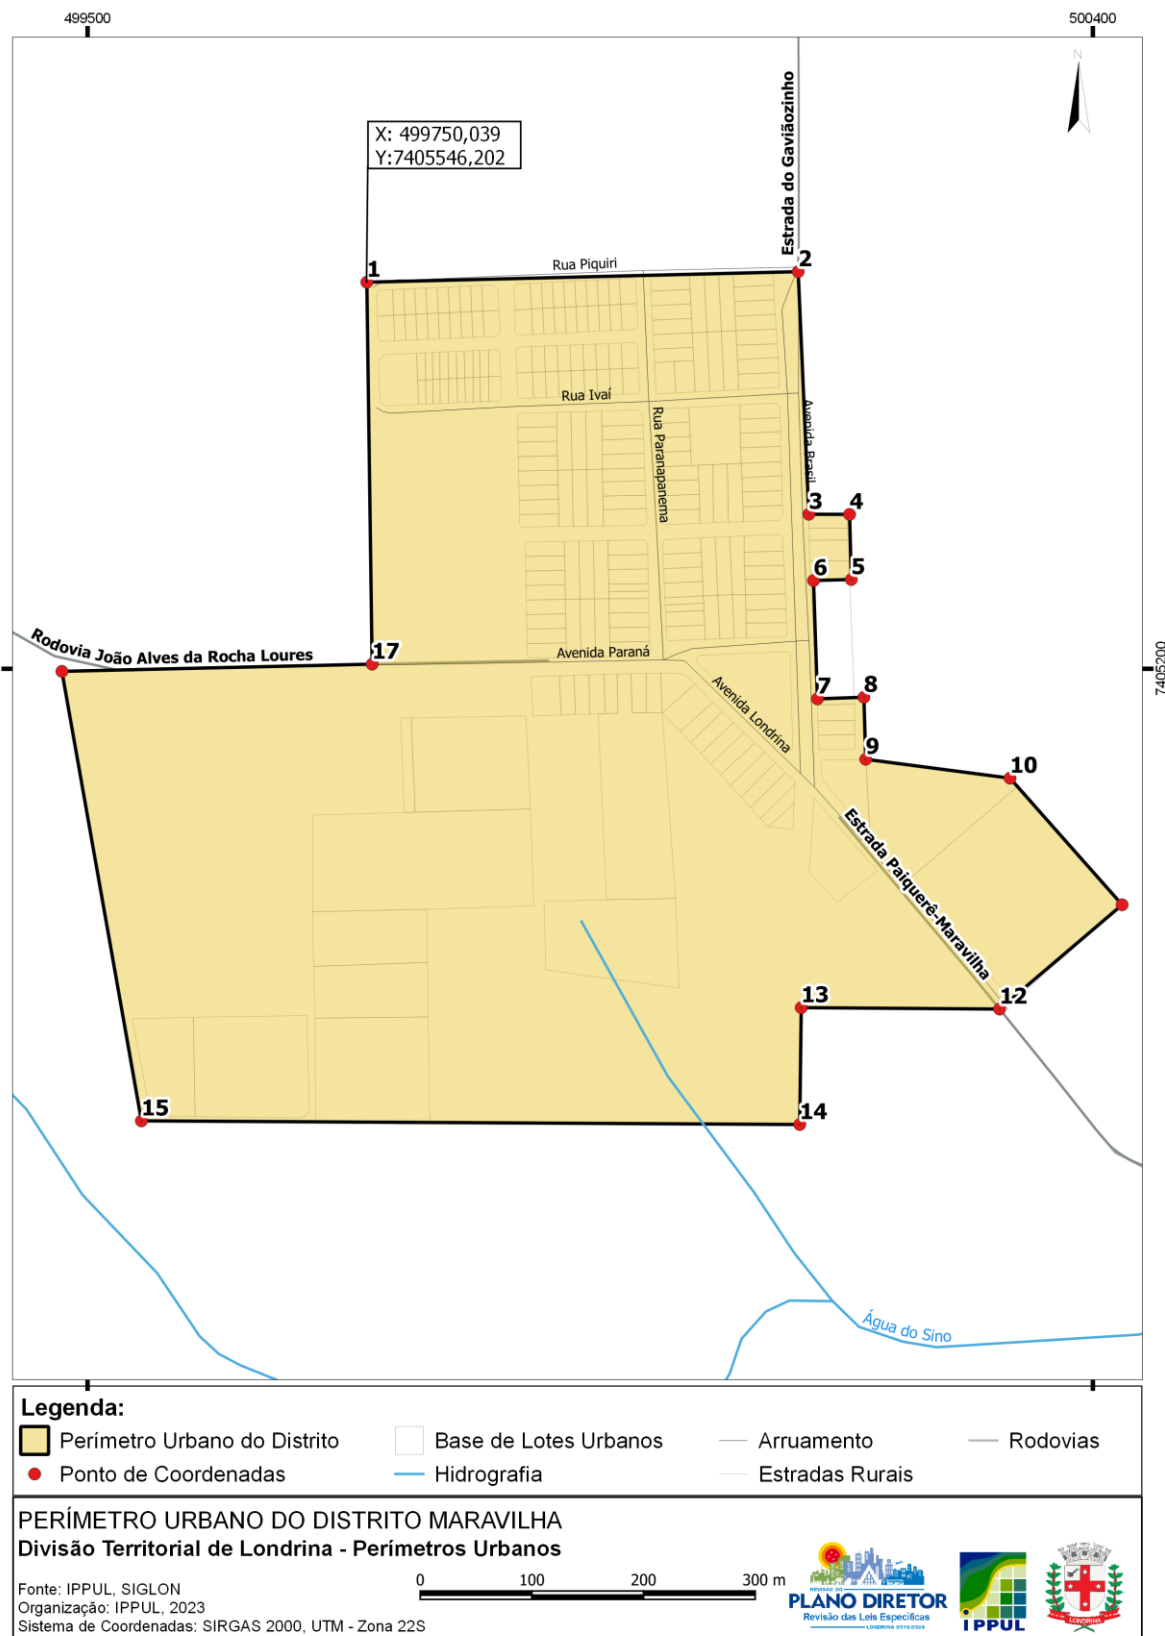 499500
500400
N
X: 499750,039
Y:7405546,202
Estrada do Gaviãozinho
1
Rua Piquiri
2
Rua Ivaí
Rua Paranapanema
Avenida Brasil
3
4
6
5
Rodovia João Alves da Rocha Loures
17
Avenida Paraná
7405200
Avenida Londrina
7
8
9
10
Estrada Paiquerê-Maravilha
13
12
15
14
Água do Sino
Legenda:
Perímetro Urbano do Distrito
Base de Lotes Urbanos
Arruamento
Rodovias
Ponto de Coordenadas
Hidrografia
Estradas Rurais
PERÍMETRO URBANO DO DISTRITO MARAVILHA
Divisão Territorial de Londrina - Perímetros Urbanos
Fonte: IPPUL, SIGLON
Organização: IPPUL, 2023
Sistema de Coordenadas: SIRGAS 2000, UTM - Zona 22S
0 100 200 300 m
REVISÃO DO
PLANO DIRETOR
Revisão das Leis Específicas
IPPUL
LONDRINA